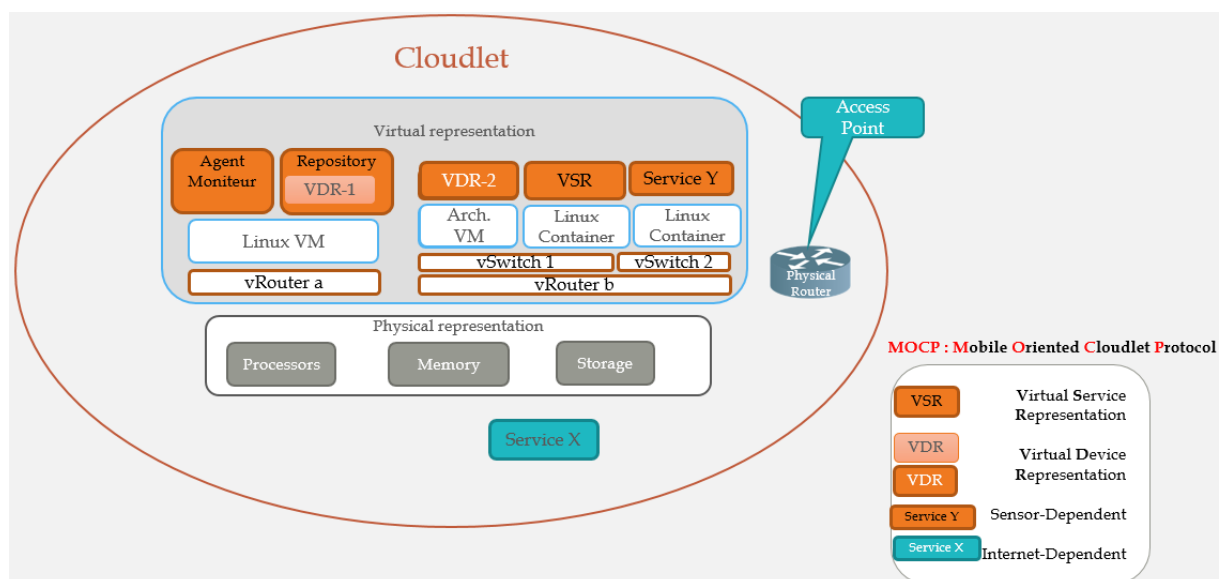 Cloudlet
Access
Point
Virtual representation
Agent
Moniteur
Repository
VDR-1
VDR-2
VSR
Service Y
Linux VM
Arch.
VM
Linux
Container
Linux
Container
vSwitch 1
vSwitch 2
vRouter a
vRouter b
Physical
Router
Physical representation
Processors
Memory
Storage
Service X
MOCP : Mobile Oriented Cloudlet Protocol
VSR
Virtual Service
Representation
VDR
VDR
Virtual Device
Representation
Service Y
Sensor-Dependent
Service X
Internet-Dependent